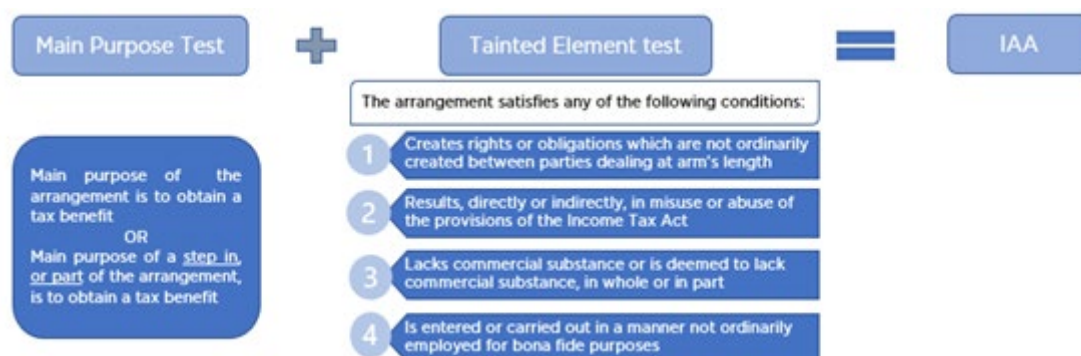 Main Purpose Test
+
Tainted Element test
=
IAA
The arrangement satisfies any of the following conditions:
Main purpose of the
arrangement is to obtain a
tax benefit
OR
Main purpose of a step in,
or part of the arrangement,
is to obtain a tax benefit
1
Creates rights or obligations which are not ordinarily
created between parties dealing at arm's length
2
Results, directly or indirectly, in misuse or abuse of
the provisions of the Income Tax Act
3
Lacks commercial substance or is deemed to lack
commercial substance, in whole or in part
4
Is entered or carried out in a manner not ordinarily
employed for bona fide purposes